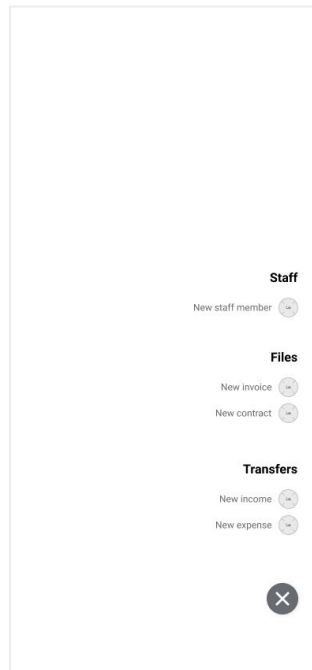 Staff
New staff member
Files
New invoice
New contract
Transfers
New income
New expense